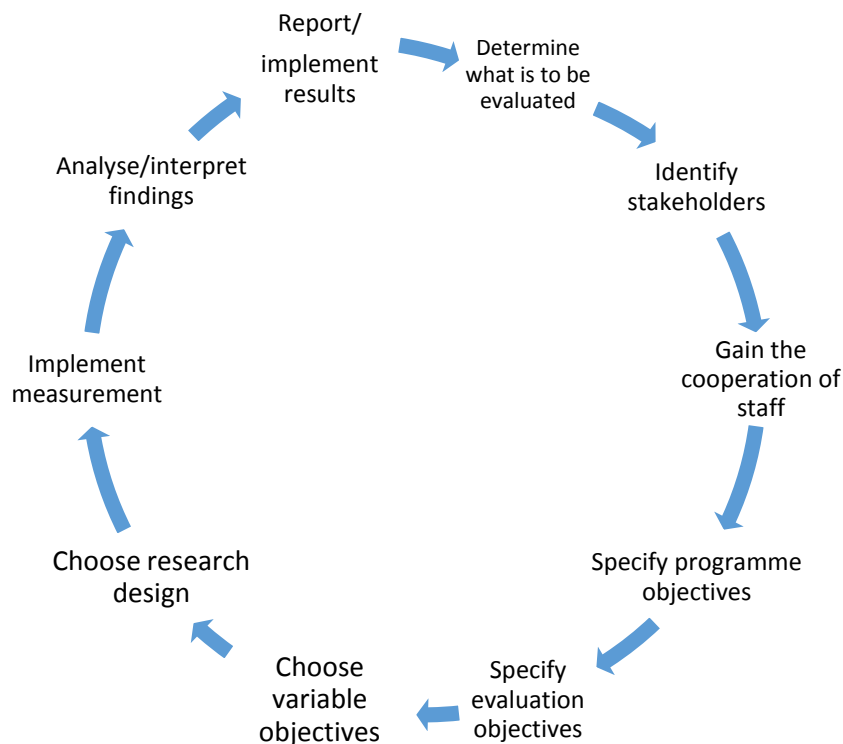 Report/
implement
results
Determine
what is to be
evaluated
Identify
stakeholders
Gain the
cooperation of
staff
Specify programme
objectives
Specify
evaluation
objectives
Choose
variable
objectives
Choose research
design
Implement
measurement
Analyse/interpret
findings